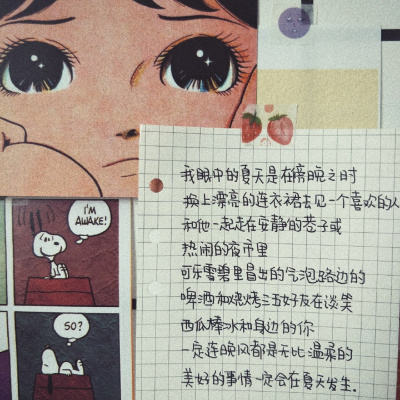 我眼中的夏天是在傍晚之时
换上漂亮的连衣裙去见一个喜欢的人
和他一起走在安静的巷子或
热闹的夜市里
可乐雪碧里冒出的气泡路边的
啤酒和烧烤三五好友在谈笑
西瓜棒冰和身边的你
一定连晚风都是无比温柔的
美好的事情一定会在夏天发生.
I'M
AWAKE!
SO?